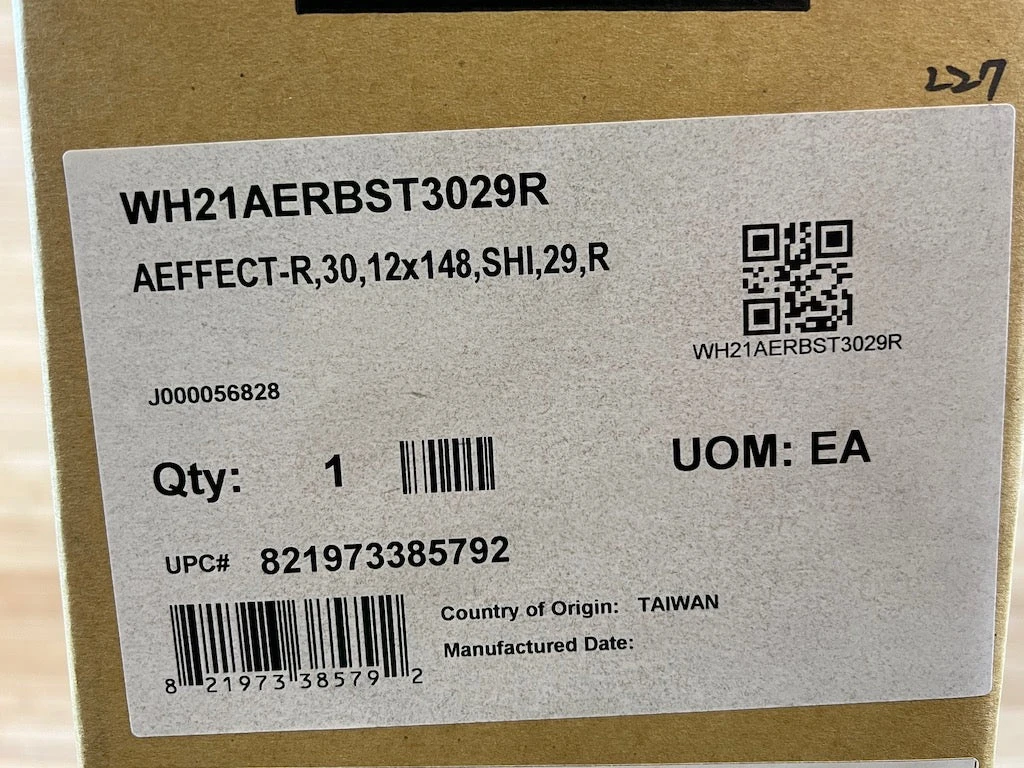 227
WH21AERBST3029R
AEFFECT-R,30,12x148,SHI,29,R
WH21AERBST3029R
J000056828
Qty: 1
UOM: EA
UPC# 821973385792
Country of Origin: TAIWAN
Manufactured Date:
8 21973 38579 2